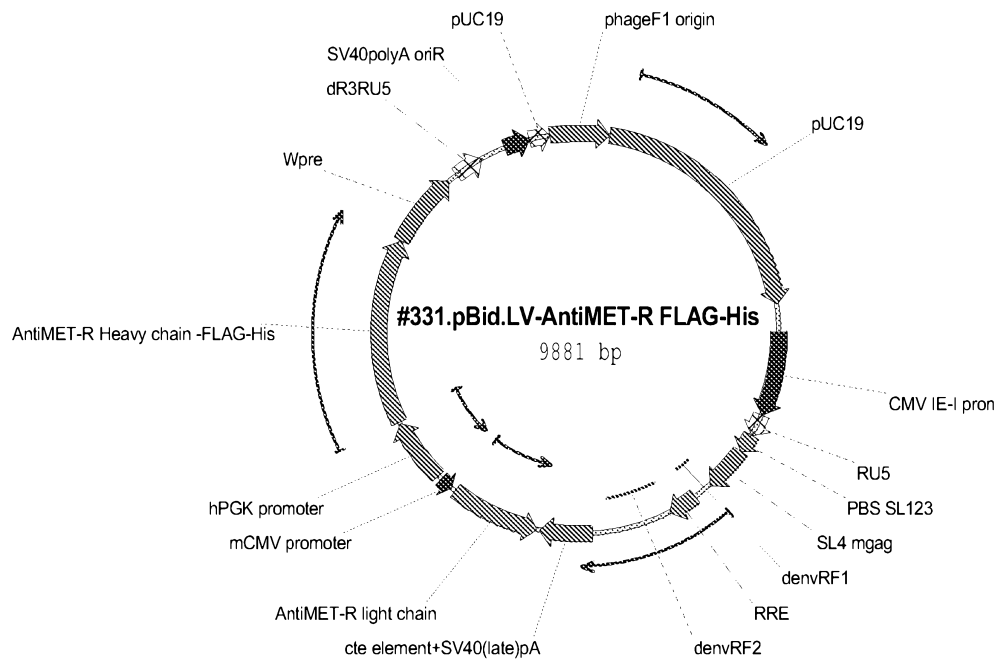 pUC19
phageF1 origin
SV40polyA oriR
dR3RU5
pUC19
Wpre
#331.pBid.LV-AntiMET-R FLAG-His
AntiMET-R Heavy chain -FLAG-His
9881 bp
CMV IE-I pron
RU5
hPGK promoter
PBS SL123
mCMV promoter
SL4 mgag
denvRF1
AntiMET-R light chain
RRE
cte element+SV40(late)pA
denvRF2